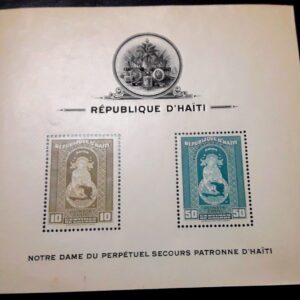 RÉPUBLIQUE D'HAÏTI
REPUBLIQUE D'HAITI
10 10
REPUBLIQUE D'HAITI
50 50
NOTRE DAME DU PERPÉTUEL SECOURS PATRONNE D'HAÏTI